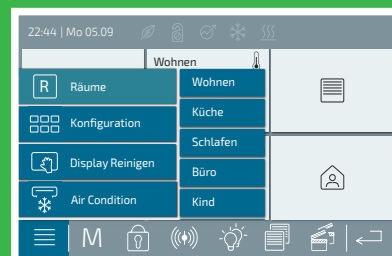 22:44 | Mo 05.09
Wohnen
R Räume
Konfiguration
Display Reinigen
Air Condition
Wohnen
Küche
Schlafen
Büro
Kind
M